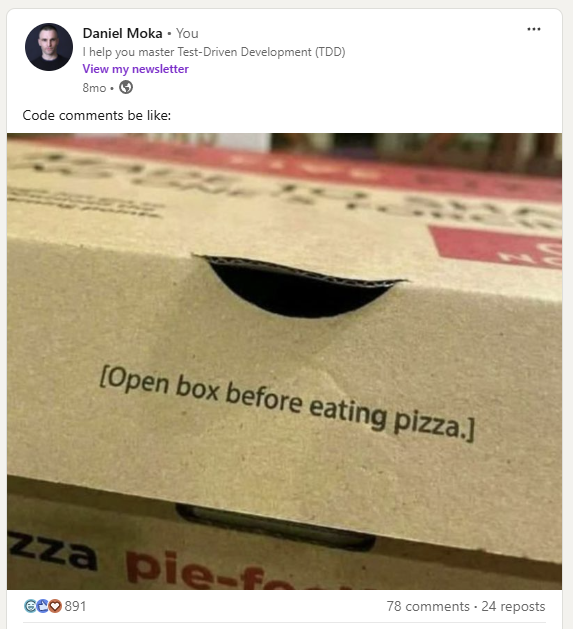 Daniel Moka • You
I help you master Test-Driven Development (TDD)
View my newsletter
8mo •
Code comments be like:
[Open box before eating pizza.]
zza pie-fo
891
78 comments · 24 reposts